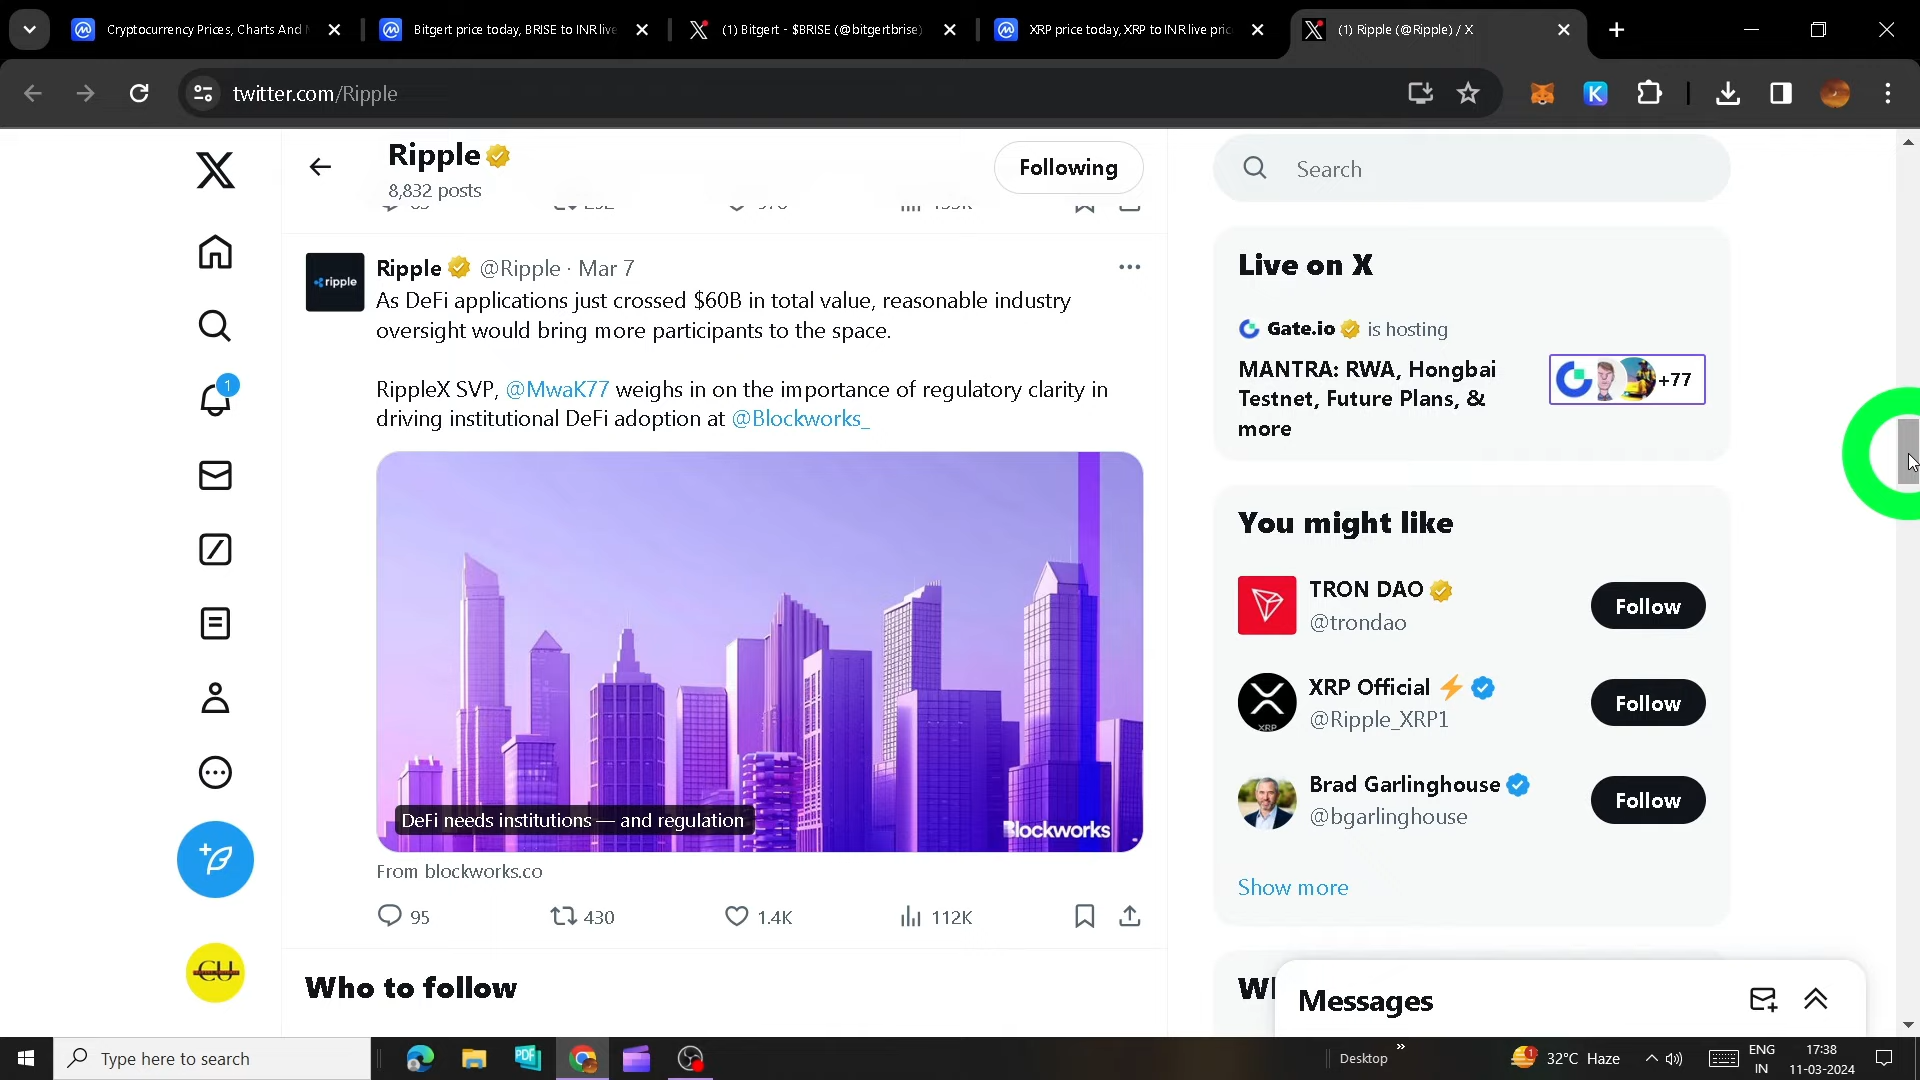 Cryptocurrency Prices, Charts And
Bitgert price today, BRISE to INR live
(1) Bitgert - $BRISE (@bitgertbrise)
XRP price today, XRP to INR live pric
(1) Ripple (@Ripple) / X
twitter.com/Ripple
Ripple
8,832 posts
Following
Search
Ripple @Ripple · Mar 7
As DeFi applications just crossed $60B in total value, reasonable industry
oversight would bring more participants to the space.
RippleX SVP, @MwaK77 weighs in on the importance of regulatory clarity in
driving institutional DeFi adoption at @Blockworks_
ripple
DeFi needs institutions — and regulation
Blockworks
From blockworks.co
95
430
1.4K
112K
Who to follow
Live on X
Gate.io is hosting
MANTRA: RWA, Hongbai
Testnet, Future Plans, &
more
+77
You might like
TRON DAO
@trondao
Follow
XRP Official
@Ripple_XRP1
Follow
XRP
Brad Garlinghouse
@bgarlinghouse
Follow
Show more
Messages
1
CU
Type here to search
Desktop
32°C Haze
ENG
IN
17:38
11-03-2024